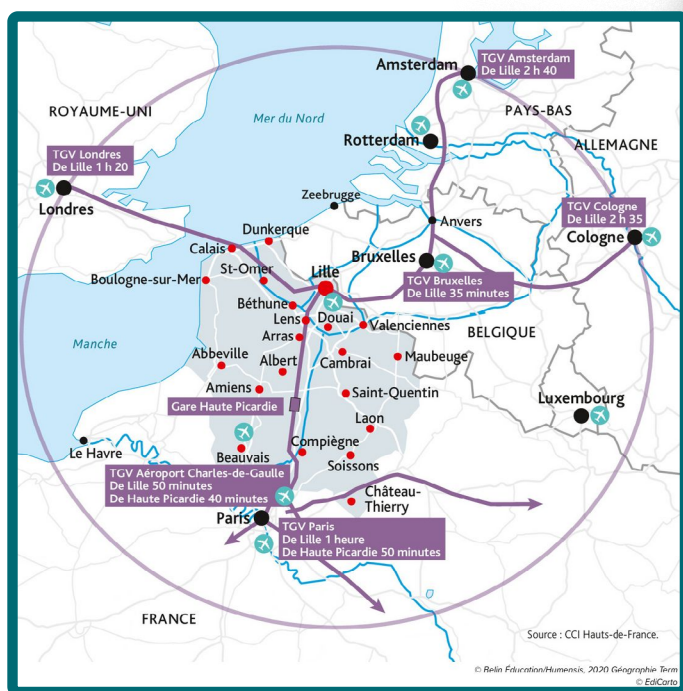 Amsterdam
TGV Amsterdam
De Lille 2 h 40
ROYAUME-UNI
Mer du Nord
PAYS-BAS
Rotterdam
ALLEMAGNE
TGV Londres
De Lille 1 h 20
Londres
Zeebrugge
TGV Cologne
De Lille 2 h 35
Cologne
Dunkerque
Anvers
Calais
St-Omer
Lille
Bruxelles
Boulogne-sur-Mer
TGV Bruxelles
De Lille 35 minutes
Béthune
Lens
Douai
Valenciennes
BELGIQUE
Arras
Manche
Abbeville
Albert
Cambrai
Maubeuge
Amiens
Saint-Quentin
Luxembourg
Gare Haute Picardie
Laon
Le Havre
Beauvais
Compiègne
Soissons
TGV Aéroport Charles-de-Gaulle
De Lille 50 minutes
De Haute Picardie 40 minutes
Château-
Thierry
Paris
TGV Paris
De Lille 1 heure
De Haute Picardie 50 minutes
FRANCE
Source : CCI Hauts-de-France.
© Belin Éducation/Humensis, 2020 Géographie Term
© EdiCarto